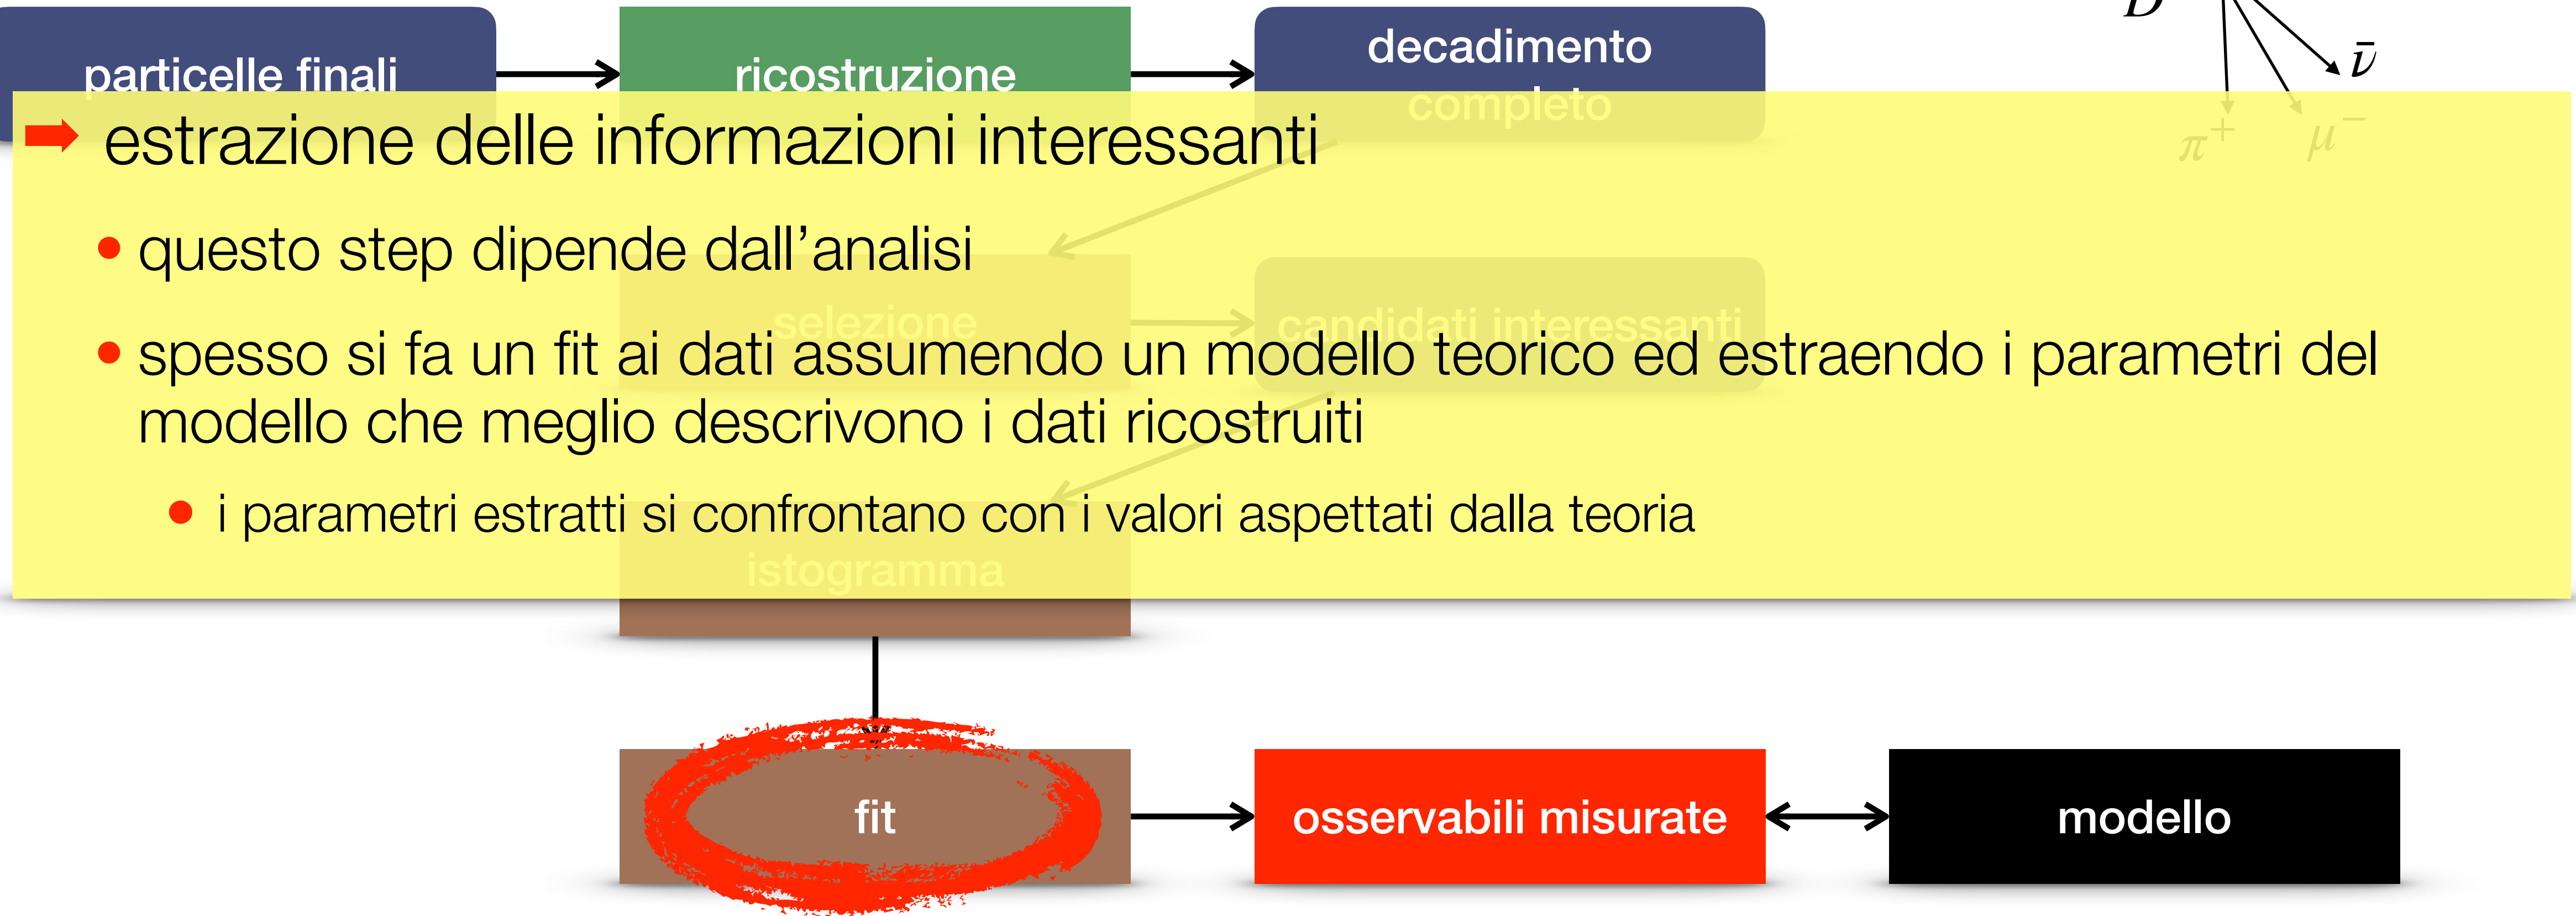 particelle finali
ricostruzione
decadimento
completo
ν̄
π⁺
μ⁻
estrazione delle informazioni interessanti
• questo step dipende dall'analisi
selezione
candidati interessanti
• spesso si fa un fit ai dati assumendo un modello teorico ed estraendo i parametri del
modello che meglio descrivono i dati ricostruiti
• i parametri estratti si confrontano con i valori aspettati dalla teoria
istogramma
fit
osservabili misurate
modello